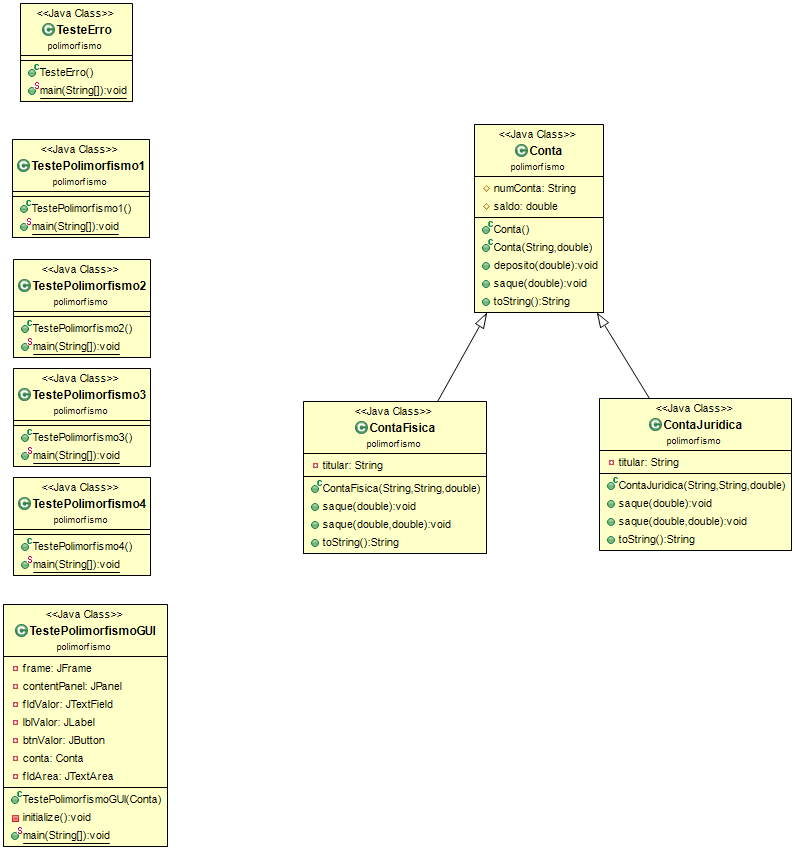 <<Java Class>>
TesteErro
polimorfismo
TesteErro()
main(String[]):void
<<Java Class>>
TestePolimorfismo1
polimorfismo
TestePolimorfismo1()
main(String[]):void
<<Java Class>>
TestePolimorfismo2
polimorfismo
TestePolimorfismo2()
main(String[]):void
<<Java Class>>
TestePolimorfismo3
polimorfismo
TestePolimorfismo3()
main(String[]):void
<<Java Class>>
TestePolimorfismo4
polimorfismo
TestePolimorfismo4()
main(String[]):void
<<Java Class>>
TestePolimorfismoGUI
polimorfismo
frame: JFrame
contentPanel: JPanel
fldValor: JTextField
lblValor: JLabel
btnValor: JButton
conta: Conta
fldArea: JTextArea
TestePolimorfismoGUI(Conta)
initialize():void
main(String[]):void
<<Java Class>>
Conta
polimorfismo
numConta: String
saldo: double
Conta()
Conta(String,double)
deposito(double):void
saque(double):void
toString():String
<<Java Class>>
ContaFisica
polimorfismo
titular: String
ContaFisica(String,String,double)
saque(double):void
saque(double,double):void
toString():String
<<Java Class>>
ContaJuridica
polimorfismo
titular: String
ContaJuridica(String,String,double)
saque(double):void
saque(double,double):void
toString():String